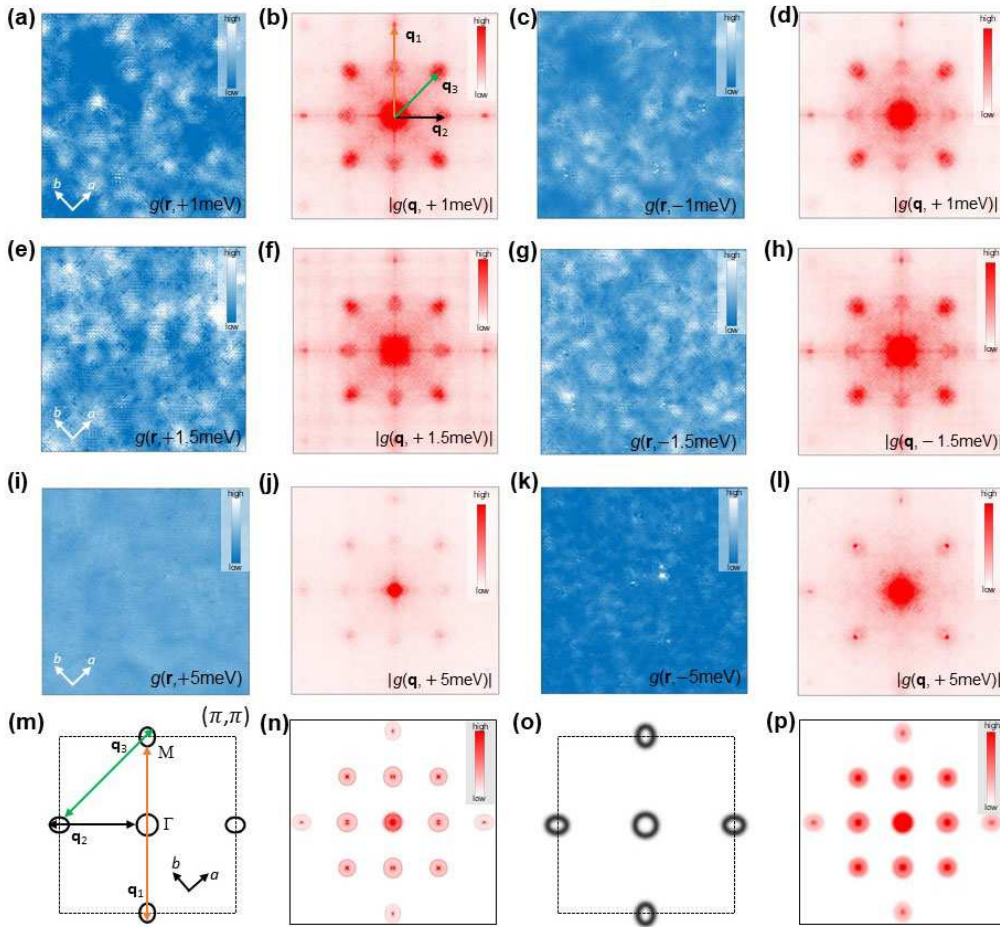 (a)
high
low
b
a
g(r,+1meV)
(b)
high
low
q1
q3
q2
|g(q, +1meV)|
(c)
high
low
g(r,−1meV)
(d)
high
low
|g(q, +1meV)|
(e)
high
low
b
a
g(r,+1.5meV)
(f)
high
low
|g(q, +1.5meV)|
(g)
high
low
g(r,−1.5meV)
(h)
high
low
|g(q, −1.5meV)|
(i)
high
low
b
a
g(r,+5meV)
(j)
high
low
|g(q, +5meV)|
(k)
high
low
g(r,−5meV)
(l)
high
low
|g(q, +5meV)|
(m)
(π,π)
q3
M
Γ
q2
b
a
q1
(n)
high
low
(o)
(p)
high
low